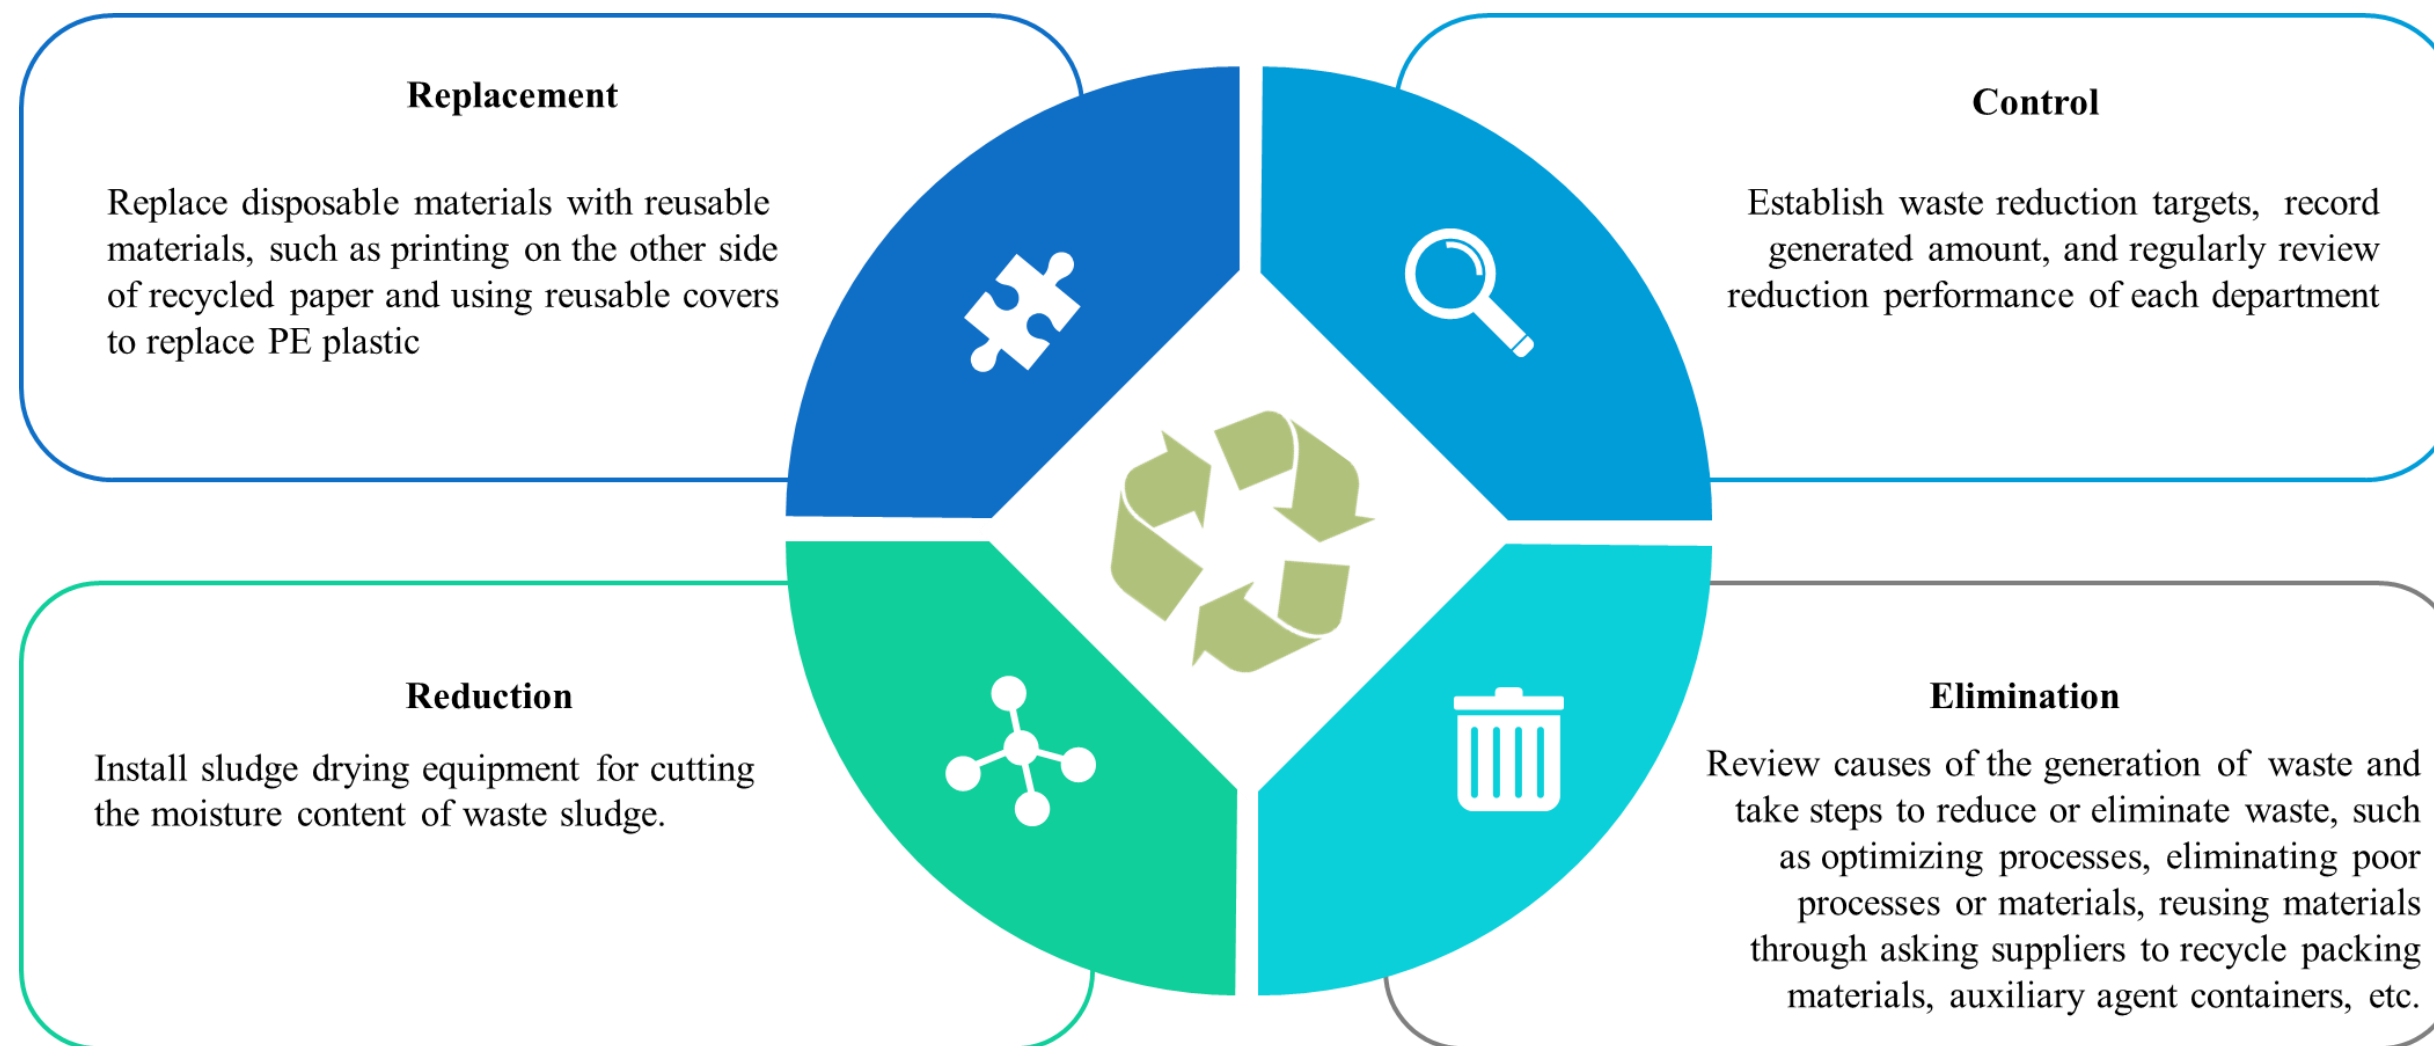 Replacement
Replace disposable materials with reusable
materials, such as printing on the other side
of recycled paper and using reusable covers
to replace PE plastic
Control
Establish waste reduction targets, record
generated amount, and regularly review
reduction performance of each department
Reduction
Install sludge drying equipment for cutting
the moisture content of waste sludge.
Elimination
Review causes of the generation of waste and
take steps to reduce or eliminate waste, such
as optimizing processes, eliminating poor
processes or materials, reusing materials
through asking suppliers to recycle packing
materials, auxiliary agent containers, etc.